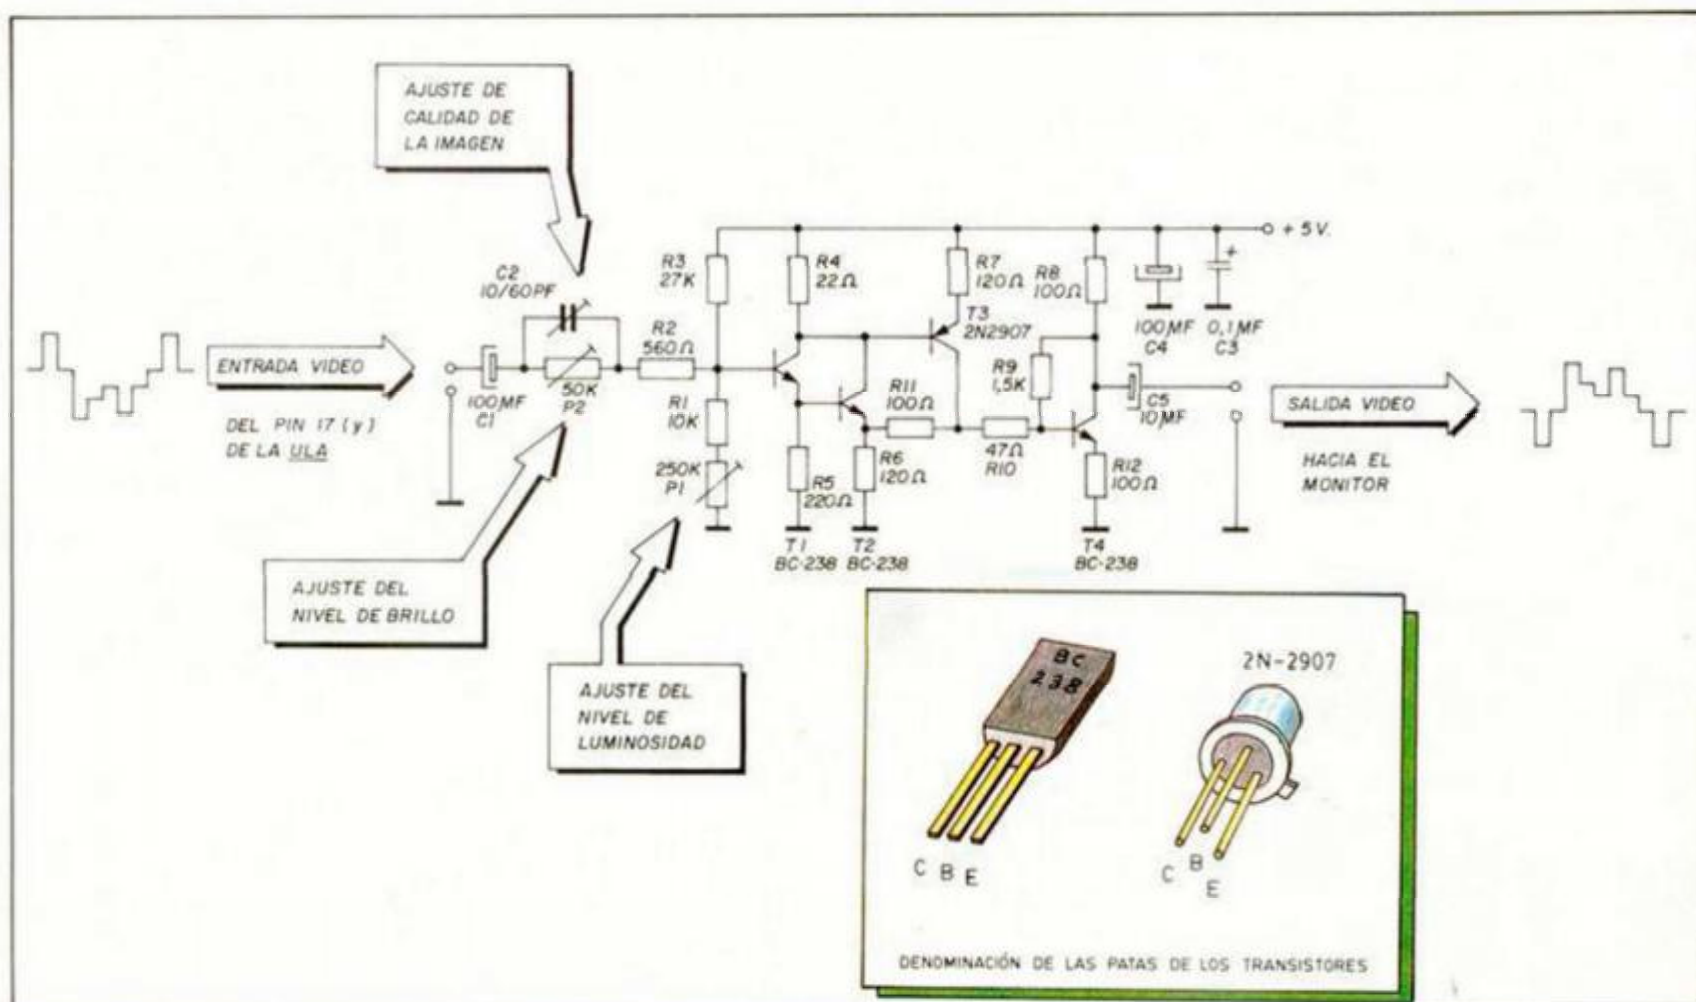 AJUSTE DE
CALIDAD DE
LA IMAGEN
C2
10/60PF
R3
27K
R4
22Ω
R7
120Ω
R8
100Ω
+ 5 V.
T3
2N2907
100MF
C4
0,1MF
C3
+
ENTRADA VIDEO
DEL PIN 17 (y)
DE LA ULA
100MF
C1
50K
P2
R2
560Ω
R1
10K
250K
P1
R11
100Ω
R9
1,5K
R5
220Ω
R6
120Ω
47Ω
R10
C5
10MF
R12
100Ω
SALIDA VIDEO
HACIA EL
MONITOR
T1
BC-238
T2
BC-238
T4
BC-238
AJUSTE DEL
NIVEL DE BRILLO
AJUSTE DEL
NIVEL DE
LUMINOSIDAD
BC
238
2N-2907
C B E
C B E
DENOMINACIÓN DE LAS PATAS DE LOS TRANSISTORES